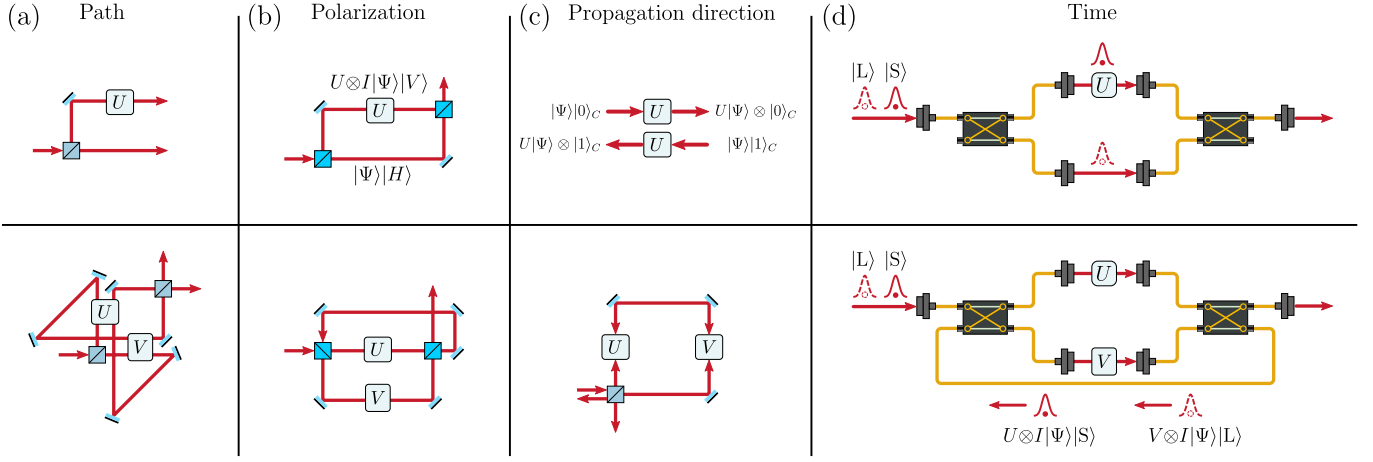 (a) Path
(b) Polarization
(c) Propagation direction
(d) Time
U
U⊗I|Ψ⟩|V⟩
U
|Ψ⟩|H⟩
|Ψ⟩|0⟩_C U U|Ψ⟩ ⊗ |0⟩_C
U|Ψ⟩ ⊗ |1⟩_C U |Ψ⟩|1⟩_C
|L⟩ |S⟩
U
U
V
U
V
U V
|L⟩ |S⟩
U
V
U⊗I|Ψ⟩|S⟩ V⊗I|Ψ⟩|L⟩